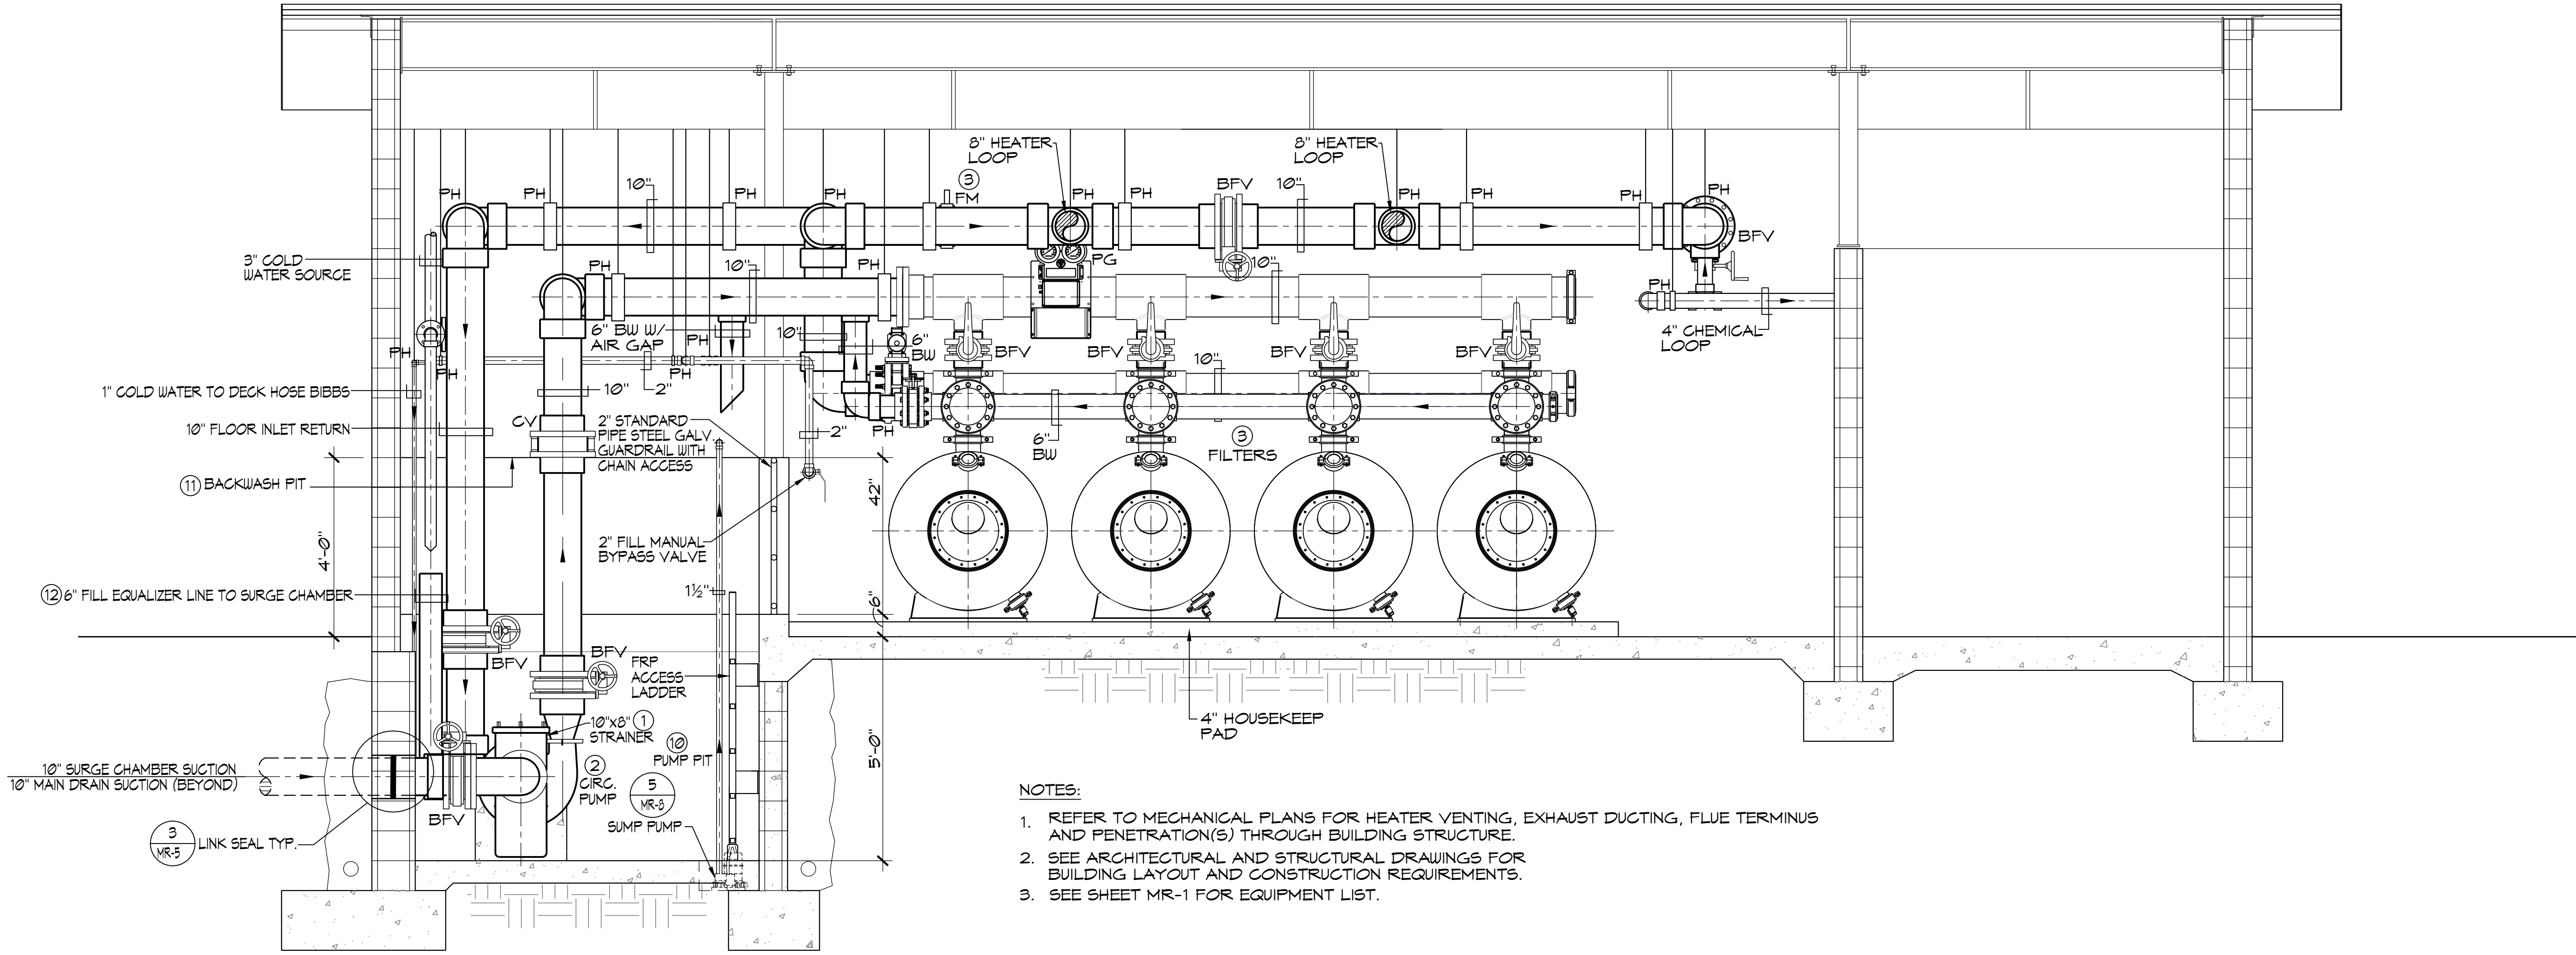 8" HEATER
LOOP
8" HEATER
LOOP
3
FM
PH
PH
10"
PH
PH
PH
PH
BFV
10"
PH
PH
PH
PH
BFV
3" COLD
WATER SOURCE
PH
10"
PH
PG
10"
PH
4" CHEMICAL
LOOP
6" BW W/
AIR GAP
PH
10"
6"
BW
BFV
BFV
BFV
BFV
PH
PH
PH
2"
10"
1" COLD WATER TO DECK HOSE BIBBS
10"
10" FLOOR INLET RETURN
CV
2" STANDARD
PIPE STEEL GALV.
GUARDRAIL WITH
CHAIN ACCESS
2"
PH
6"
BW
3
FILTERS
11 BACKWASH PIT
42"
4'-0"
2" FILL MANUAL
BYPASS VALVE
12 6" FILL EQUALIZER LINE TO SURGE CHAMBER
1½"
6"
BFV
BFV
FRP
ACCESS
LADDER
10"x8" 1
STRAINER
10
PUMP PIT
4" HOUSEKEEP
PAD
5'-0"
10" SURGE CHAMBER SUCTION
10" MAIN DRAIN SUCTION (BEYOND)
2
CIRC.
PUMP
5
MR-8
SUMP PUMP
BFV
3
MR-5
LINK SEAL TYP.
NOTES:
1. REFER TO MECHANICAL PLANS FOR HEATER VENTING, EXHAUST DUCTING, FLUE TERMINUS
AND PENETRATION(S) THROUGH BUILDING STRUCTURE.
2. SEE ARCHITECTURAL AND STRUCTURAL DRAWINGS FOR
BUILDING LAYOUT AND CONSTRUCTION REQUIREMENTS.
3. SEE SHEET MR-1 FOR EQUIPMENT LIST.